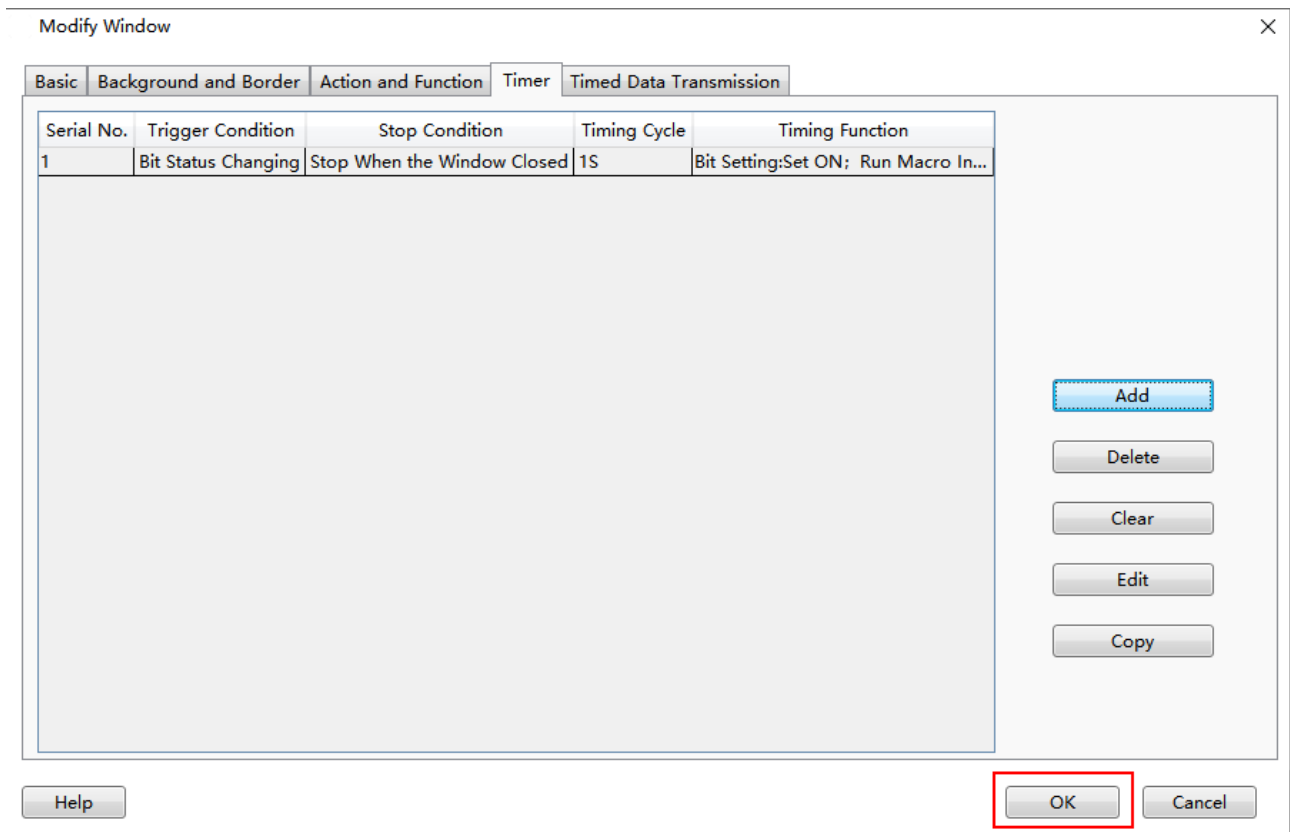 Modify Window
Basic Background and Border Action and Function Timer Timed Data Transmission
Serial No. Trigger Condition Stop Condition Timing Cycle Timing Function
1 Bit Status Changing Stop When the Window Closed 1S Bit Setting:Set ON; Run Macro In...
Add
Delete
Clear
Edit
Copy
Help OK Cancel